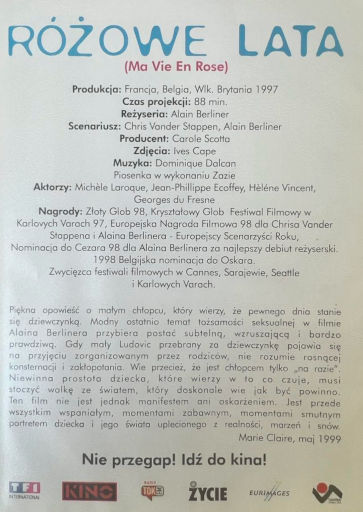 RÓŻOWE LATA
(Ma Vie En Rose)
Produkcja: Francja, Belgia, Wlk. Brytania 1997
Czas projekcji: 88 min.
Reżyseria: Alain Berliner
Scenariusz: Chris Vander Stappen, Alain Berliner
Producent: Carole Scotta
Zdjęcia: Ives Cape
Muzyka: Dominique Dalcan
Piosenka w wykonaniu Zazie
Aktorzy: Michèle Laroque, Jean-Phillippe Ecoffey, Hèléne Vincent,
Georges du Fresne
Nagrody: Złoty Glob 98, Kryształowy Glob Festiwal Filmowy w
Karlovych Varach 97, Europejska Nagroda Filmowa 98 dla Chrisa Vander
Stappena i Alaina Berlinera - Europejscy Scenarzyści Roku,
Nominacja do Cezara 98 dla Alaina Berlinera za najlepszy debiut reżyserski.
1998 Belgijska nominacja do Oskara.
Zwycięzca festiwali filmowych w Cannes, Sarajewie, Seattle
i Karlovych Varach.
Piękna opowieść o małym chłopcu, który wierzy, że pewnego dnia stanie
się dziewczynką. Modny ostatnio temat tożsamości seksualnej w filmie
Alaina Berlinera przybiera postać subtelną, wzruszającą i bardzo
prawdziwą. Gdy mały Ludovic przebrany za dziewczynkę pojawia się
na przyjęciu zorganizowanym przez rodziców, nie rozumie rosnącej
konsternacji i zakłopotania. Wie przecież, że jest chłopcem tylko „na razie".
Niewinna prostota dziecka, które wierzy w to co czuje, musi
stoczyć walkę ze światem, który doskonale wie jak być powinno.
Ten film nie jest jednak manifestem ani oskarżeniem. Jest przede
wszystkim wspaniałym, momentami zabawnym, momentami smutnym
portretem dziecka i jego świata uplecionego z realności, marzeń i snów.
Marie Claire, maj 1999
Nie przegap! Idź do kina!
TF1
INTERNATIONAL
KINO
RADIO
TOK FM
ŻYCIE
EURIMAGES